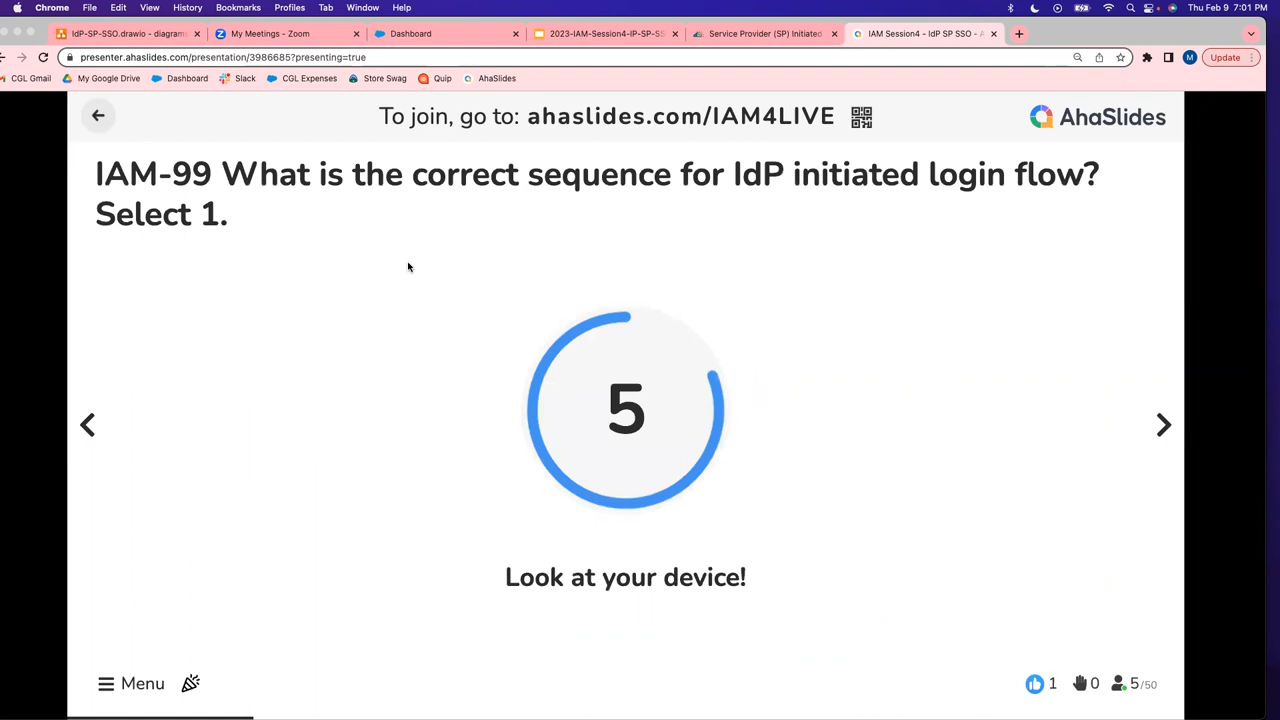 Chrome File Edit View History Bookmarks Profiles Tab Window Help Thu Feb 9 7:01 PM
IdP-SP-SSO.drawio - diagram × My Meetings - Zoom × Dashboard × 2023-IAM-Session4-IP-SP-SS × Service Provider (SP) Initiated × IAM Session4 - IdP SP SSO - A × +
presenter.ahaslides.com/presentation/3986685?presenting=true M Update
CGL Gmail My Google Drive Dashboard Slack CGL Expenses Store Swag Quip AhaSlides
To join, go to: ahaslides.com/IAM4LIVE AhaSlides
IAM-99 What is the correct sequence for IdP initiated login flow?
Select 1.
5
Look at your device!
Menu 1 0 5/50